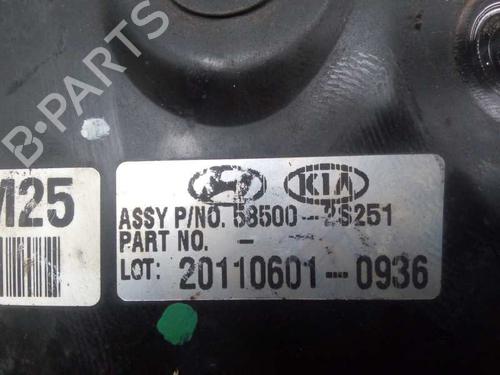 B-PARTS
KIA
M25
ASSY P/NO. 58500-2S251
PART NO. -
LOT: 20110601-0936